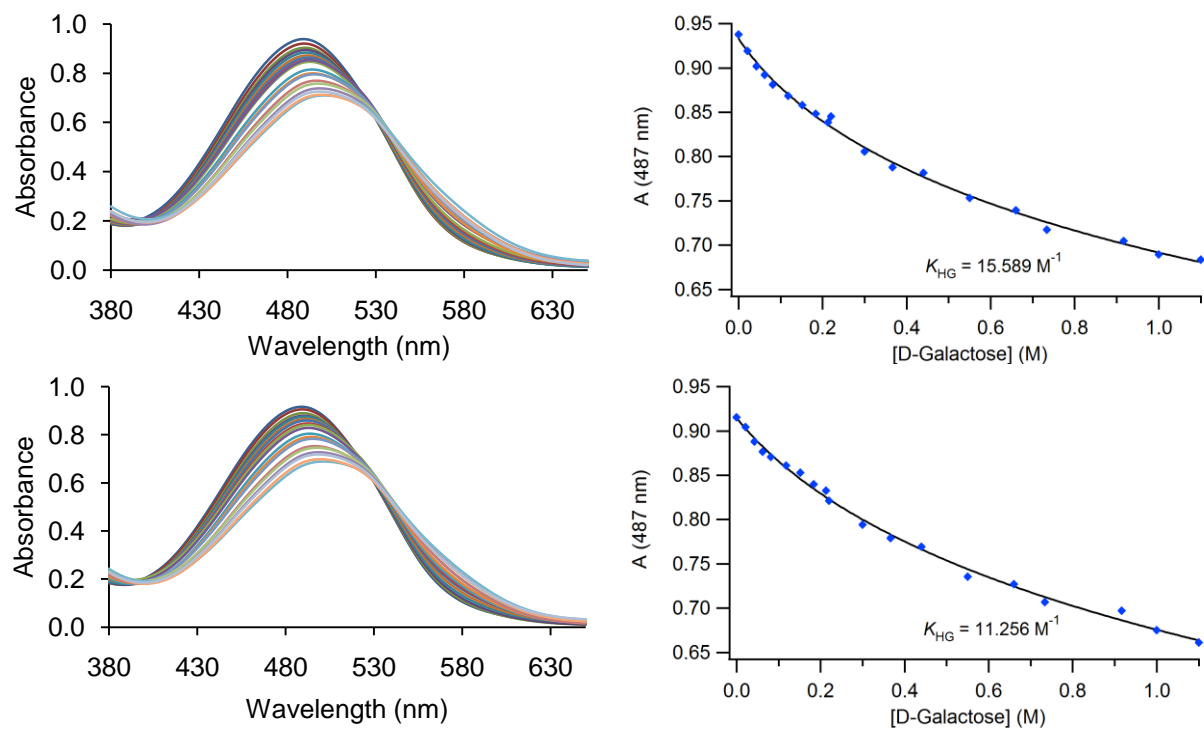 1.0
0.8
0.6
0.4
0.2
0.0
Absorbance
380 430 480 530 580 630
Wavelength (nm)
0.95
0.90
0.85
0.80
0.75
0.70
0.65
A (487 nm)
K_HG = 15.589 M⁻¹
0.0 0.2 0.4 0.6 0.8 1.0
[D-Galactose] (M)
1.0
0.8
0.6
0.4
0.2
0.0
Absorbance
380 430 480 530 580 630
Wavelength (nm)
0.95
0.90
0.85
0.80
0.75
0.70
0.65
A (487 nm)
K_HG = 11.256 M⁻¹
0.0 0.2 0.4 0.6 0.8 1.0
[D-Galactose] (M)